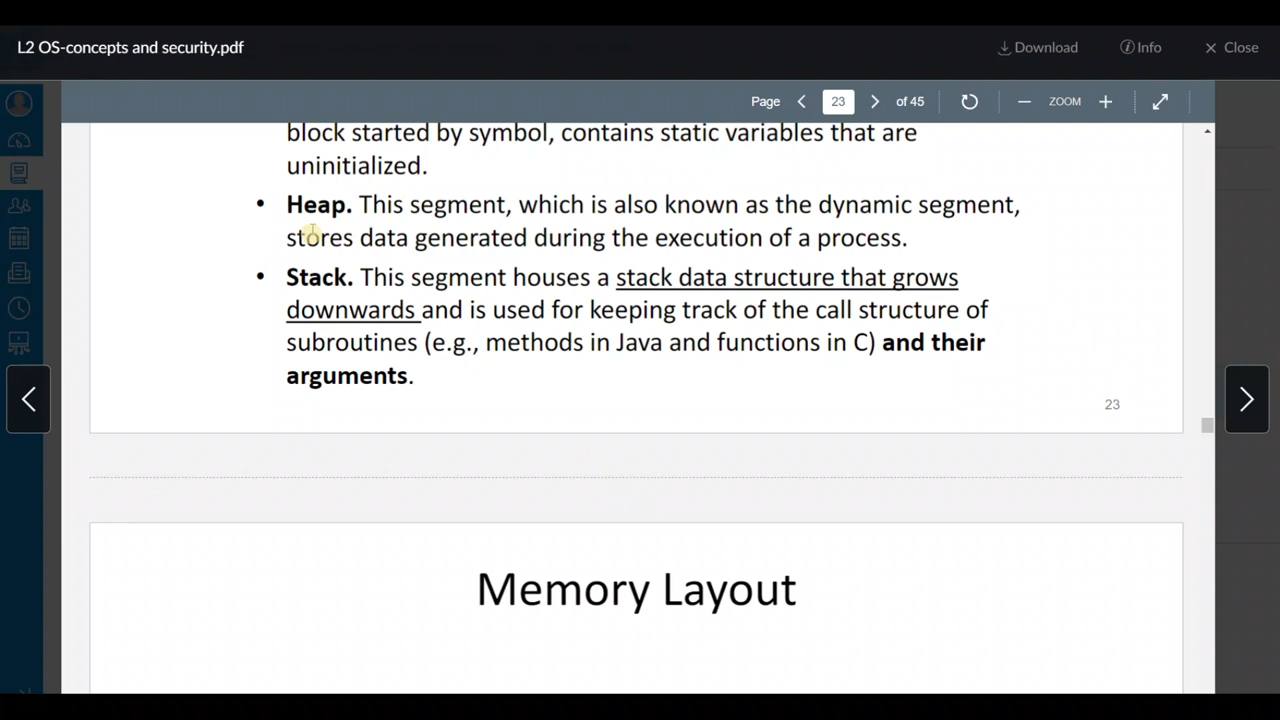 L2 OS-concepts and security.pdf
Download
Info
Close
Page
23
of 45
ZOOM
block started by symbol, contains static variables that are
uninitialized.
• Heap. This segment, which is also known as the dynamic segment,
stores data generated during the execution of a process.
• Stack. This segment houses a stack data structure that grows
downwards and is used for keeping track of the call structure of
subroutines (e.g., methods in Java and functions in C) and their
arguments.
23
Memory Layout